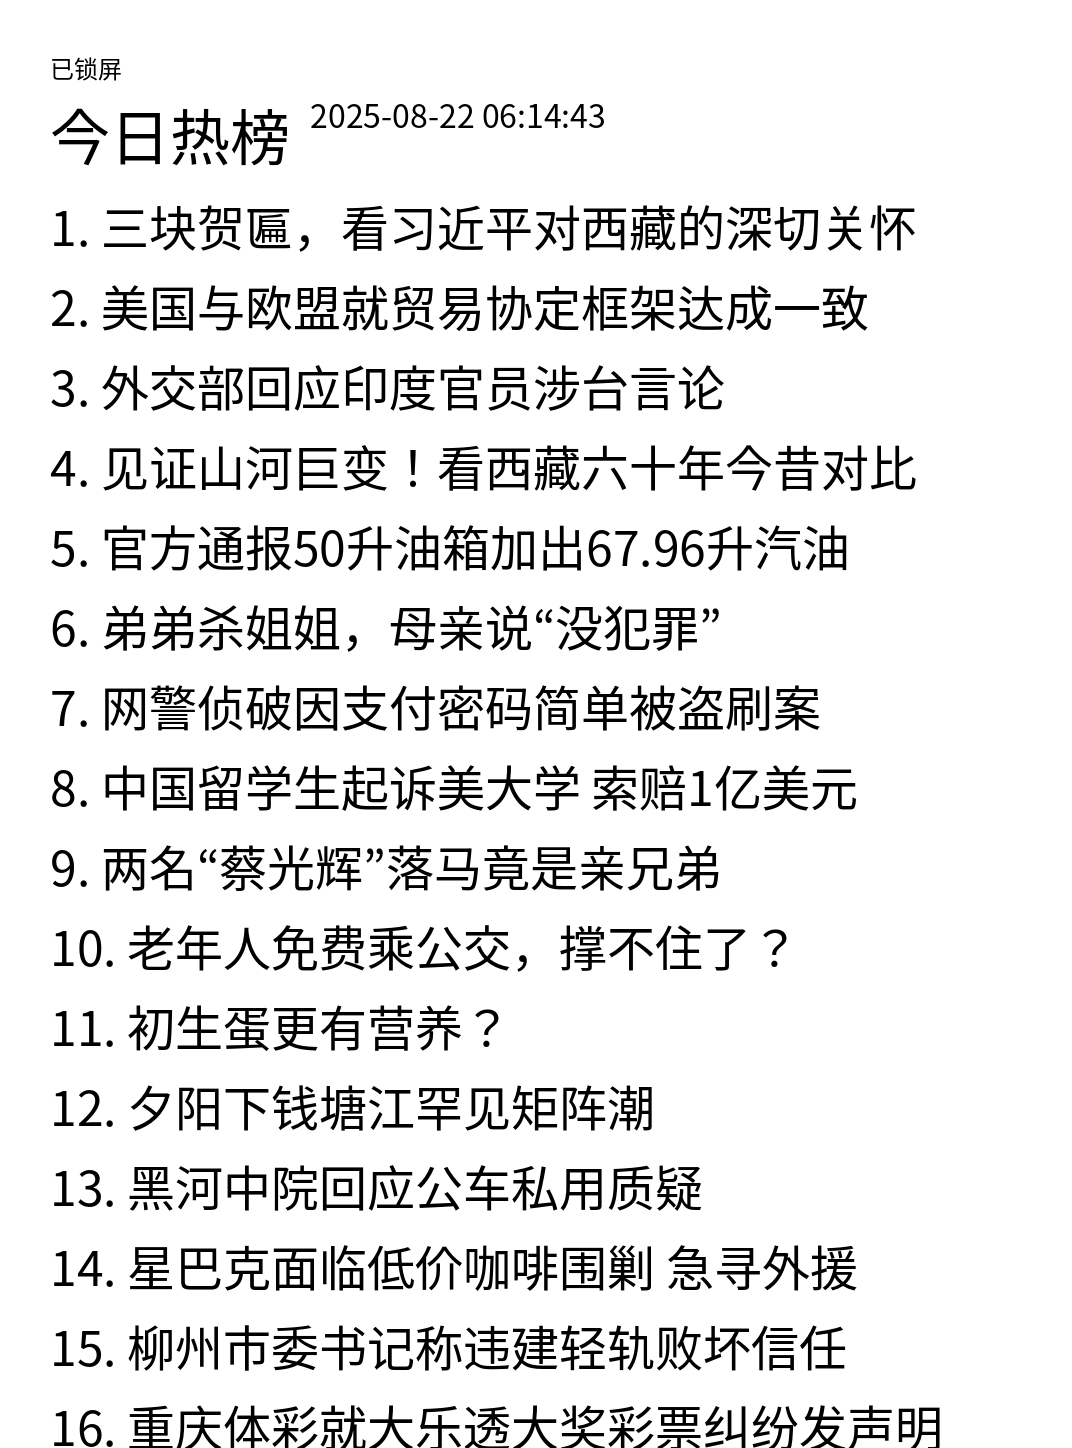 已锁屏
今日热榜 2025-08-22 06:14:43
1. 三块贺匾，看习近平对西藏的深切关怀
2. 美国与欧盟就贸易协定框架达成一致
3. 外交部回应印度官员涉台言论
4. 见证山河巨变！看西藏六十年今昔对比
5. 官方通报50升油箱加出67.96升汽油
6. 弟弟杀姐姐，母亲说“没犯罪”
7. 网警侦破因支付密码简单被盗刷案
8. 中国留学生起诉美大学 索赔1亿美元
9. 两名“蔡光辉”落马竟是亲兄弟
10. 老年人免费乘公交，撑不住了？
11. 初生蛋更有营养？
12. 夕阳下钱塘江罕见矩阵潮
13. 黑河中院回应公车私用质疑
14. 星巴克面临低价咖啡围剿 急寻外援
15. 柳州市委书记称违建轻轨败坏信任
16. 重庆体彩就大乐透大奖彩票纠纷发声明